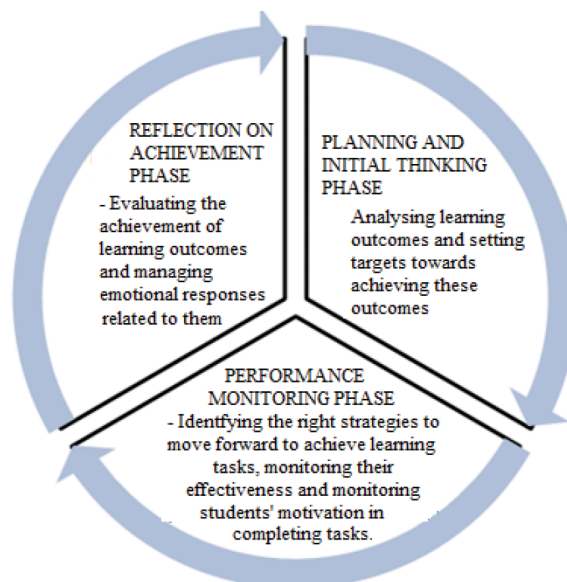 REFLECTION ON
ACHIEVEMENT
PHASE
- Evaluating the
achievement of
learning outcomes
and managing
emotional responses
related to them
PLANNING AND
INITIAL THINKING
PHASE
Analysing learning
outcomes and setting
targets towards
achieving these
outcomes
PERFORMANCE
MONITORING PHASE
- Identfying the right strategies to
move forward to achieve learning
tasks, monitoring their
effectiveness and monitoring
students' motivation in
completing tasks.